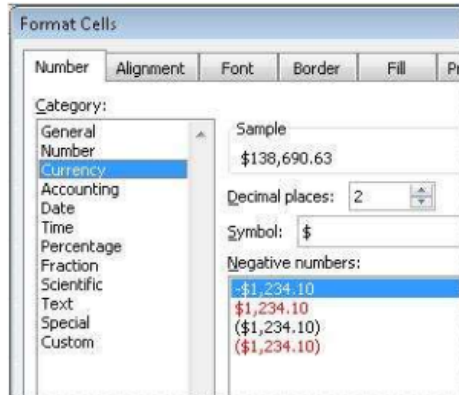 Format Cells
Number Alignment Font Border Fill
Category:
General
Number
Currency
Accounting
Date
Time
Percentage
Fraction
Scientific
Text
Special
Custom
Sample
$138,690.63
Decimal places: 2
Symbol: $
Negative numbers:
-$1,234.10
$1,234.10
($1,234.10)
($1,234.10)